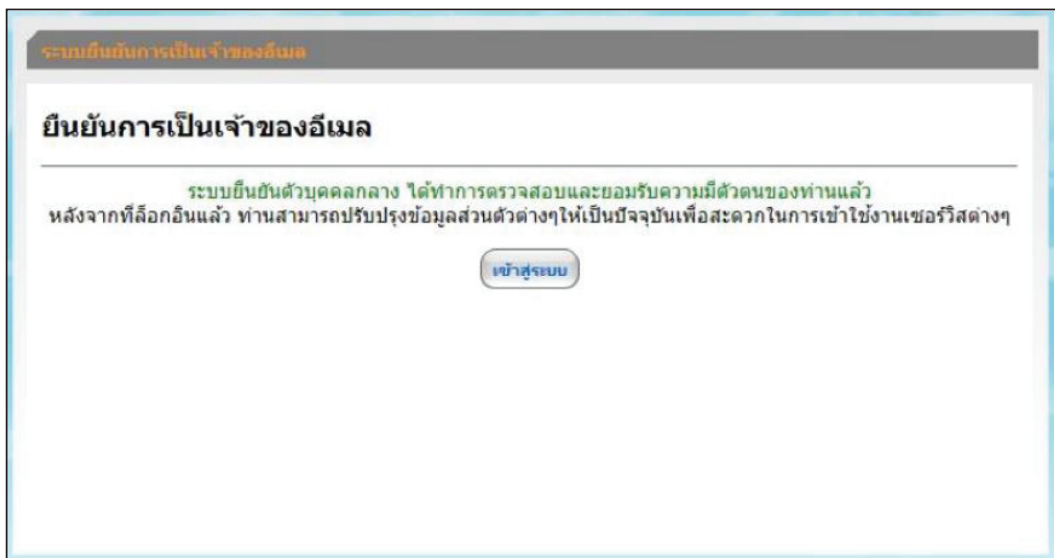 ระบบยืนยันการเป็นเจ้าของอีเมล
ยืนยันการเป็นเจ้าของอีเมล
ระบบยืนยันตัวบุคคลกลาง ได้ทำการตรวจสอบและยอมรับความมีตัวตนของท่านแล้ว
หลังจากที่ล็อกอินแล้ว ท่านสามารถปรับปรุงข้อมูลส่วนตัวต่างๆให้เป็นปัจจุบันเพื่อสะดวกในการเข้าใช้งานเซอร์วิสต่างๆ
เข้าสู่ระบบ